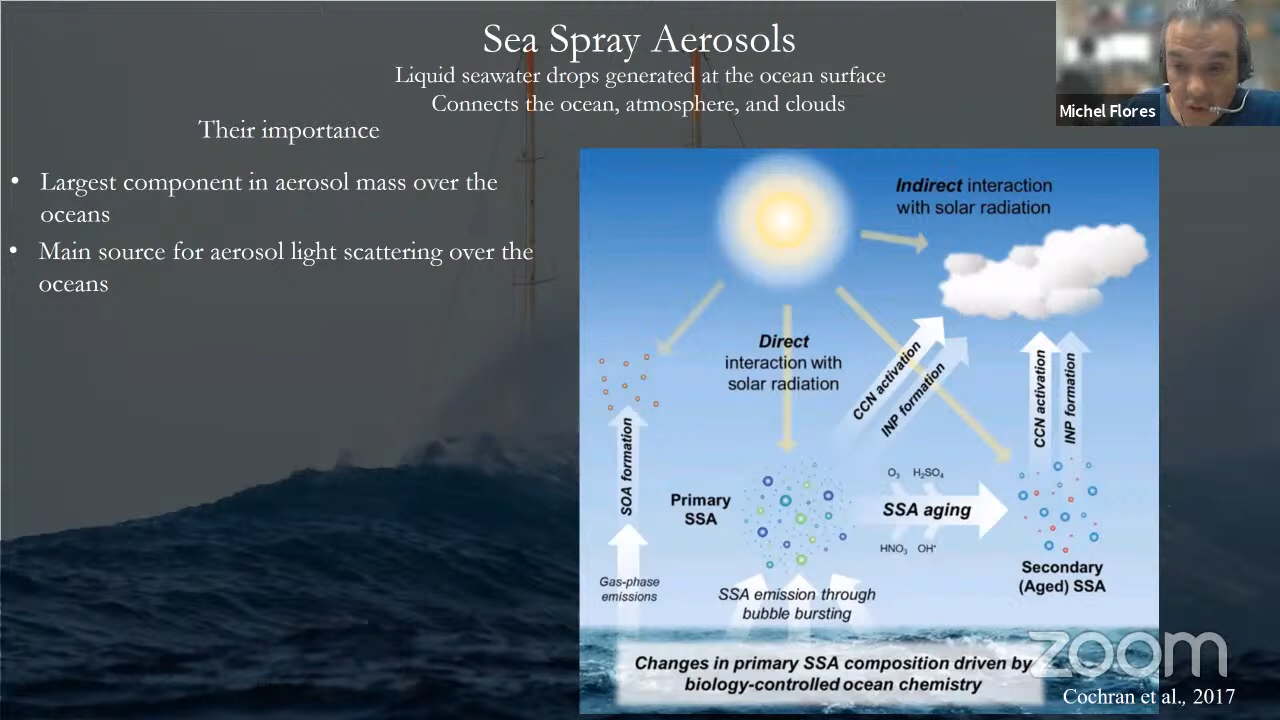 Sea Spray Aerosols
Liquid seawater drops generated at the ocean surface
Connects the ocean, atmosphere, and clouds
Michel Flores
Their importance
• Largest component in aerosol mass over the
oceans
• Main source for aerosol light scattering over the
oceans
Indirect interaction
with solar radiation
Direct
interaction with
solar radiation
CCN activation
INP formation
CCN activation
INP formation
SOA formation
Primary
SSA
O₃ H₂SO₄
SSA aging
HNO₃ OH•
Secondary
(Aged) SSA
Gas-phase
emissions
SSA emission through
bubble bursting
Changes in primary SSA composition driven by
biology-controlled ocean chemistry
zoom
Cochran et al., 2017